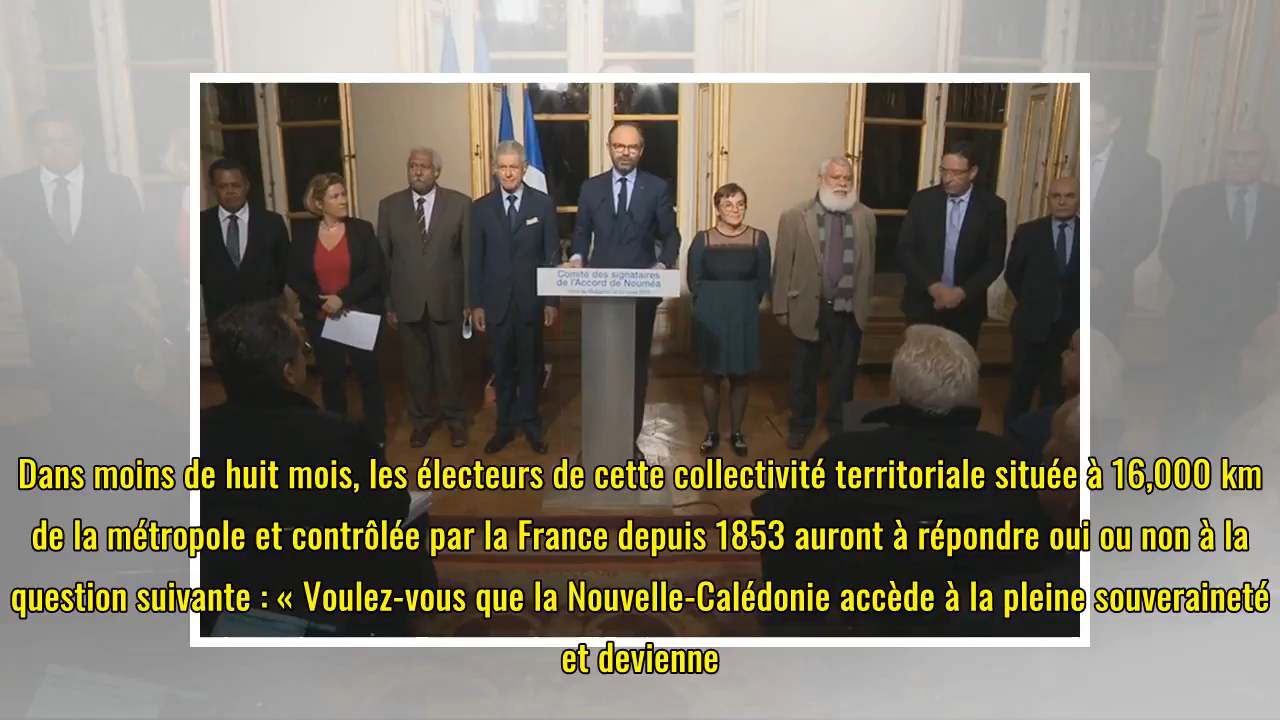 Comité des signataires
de l'Accord de Nouméa
Dans moins de huit mois, les électeurs de cette collectivité territoriale située à 16,000 km
de la métropole et contrôlée par la France depuis 1853 auront à répondre oui ou non à la
question suivante : « Voulez-vous que la Nouvelle-Calédonie accède à la pleine souveraineté
et devienne